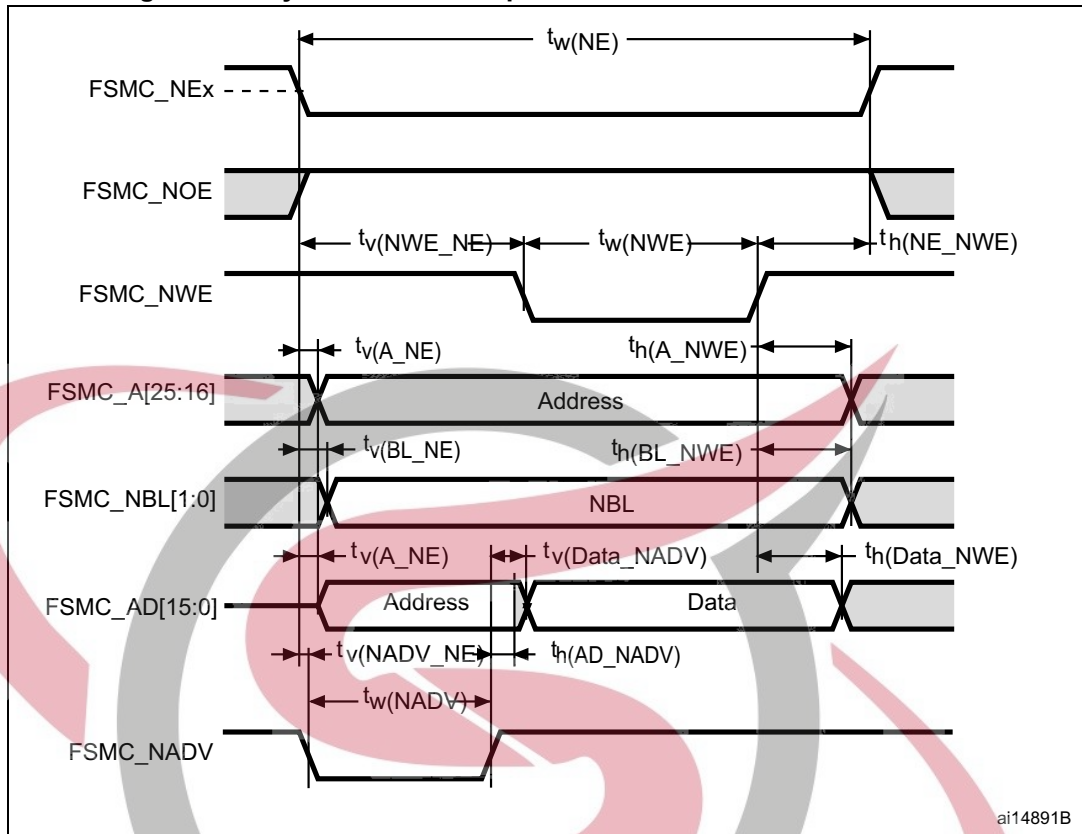 tw(NE)
FSMC_NEx
FSMC_NOE
tv(NWE_NE) tw(NWE) th(NE_NWE)
FSMC_NWE
tv(A_NE) th(A_NWE)
FSMC_A[25:16] Address
tv(BL_NE) th(BL_NWE)
FSMC_NBL[1:0] NBL
tv(A_NE) tv(Data_NADV) th(Data_NWE)
FSMC_AD[15:0] Address Data
tv(NADV_NE) th(AD_NADV)
tw(NADV)
FSMC_NADV
ai14891B